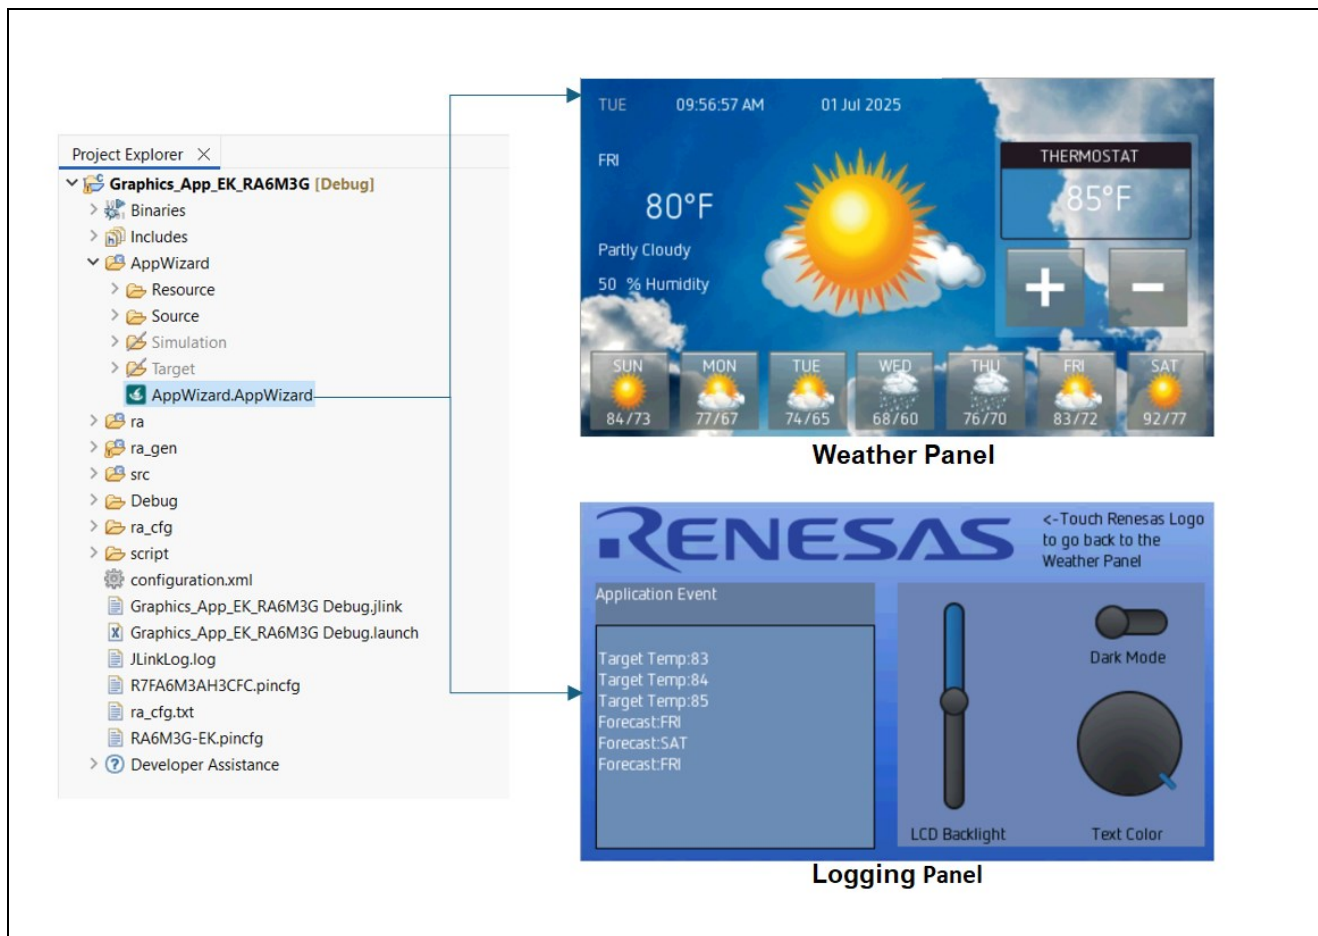 Project Explorer
Graphics_App_EK_RA6M3G [Debug]
Binaries
Includes
AppWizard
Resource
Source
Simulation
Target
AppWizard.AppWizard
ra
ra_gen
src
Debug
ra_cfg
script
configuration.xml
Graphics_App_EK_RA6M3G Debug.jlink
Graphics_App_EK_RA6M3G Debug.launch
JLinkLog.log
R7FA6M3AH3CFC.pincfg
ra_cfg.txt
RA6M3G-EK.pincfg
Developer Assistance
TUE 09:56:57 AM 01 Jul 2025
FRI
80°F
Partly Cloudy
50 % Humidity
THERMOSTAT
85°F
+ −
SUN MON TUE WED THU FRI SAT
84/73 77/67 74/65 68/60 76/70 83/72 92/77
Weather Panel
RENESAS
<-Touch Renesas Logo
to go back to the
Weather Panel
Application Event
Target Temp:83
Target Temp:84
Target Temp:85
Forecast:FRI
Forecast:SAT
Forecast:FRI
Dark Mode
LCD Backlight
Text Color
Logging Panel